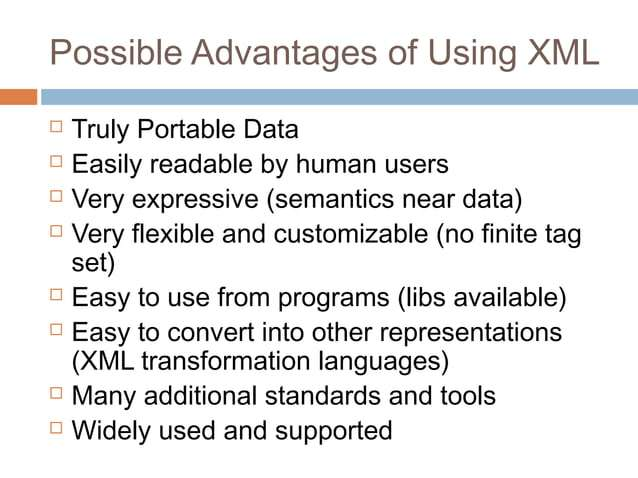 Possible Advantages of Using XML
Truly Portable Data
Easily readable by human users
Very expressive (semantics near data)
Very flexible and customizable (no finite tag
set)
Easy to use from programs (libs available)
Easy to convert into other representations
(XML transformation languages)
Many additional standards and tools
Widely used and supported